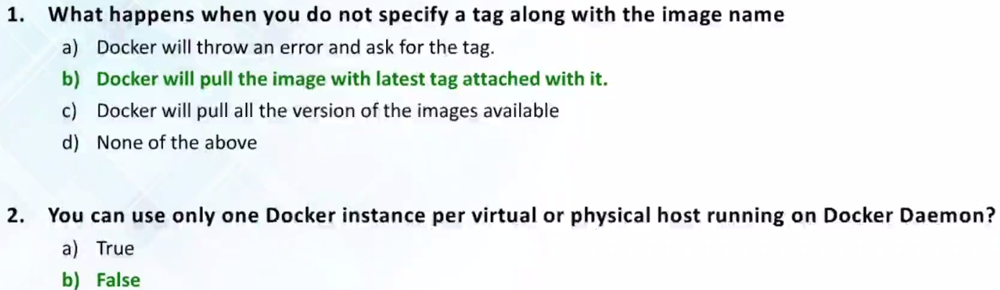 1. What happens when you do not specify a tag along with the image name
a) Docker will throw an error and ask for the tag.
b) Docker will pull the image with latest tag attached with it.
c) Docker will pull all the version of the images available
d) None of the above
2. You can use only one Docker instance per virtual or physical host running on Docker Daemon?
a) True
b) False